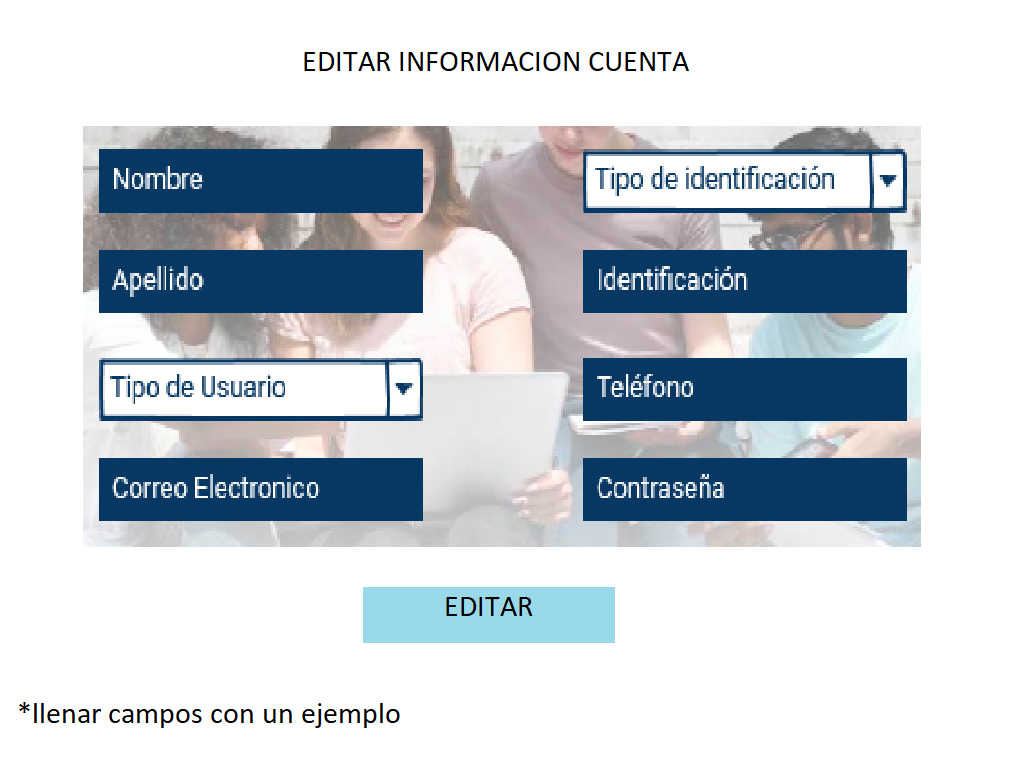 EDITAR INFORMACION CUENTA
Nombre
Tipo de identificación
Apellido
Identificación
Tipo de Usuario
Teléfono
Correo Electronico
Contraseña
EDITAR
*llenar campos con un ejemplo